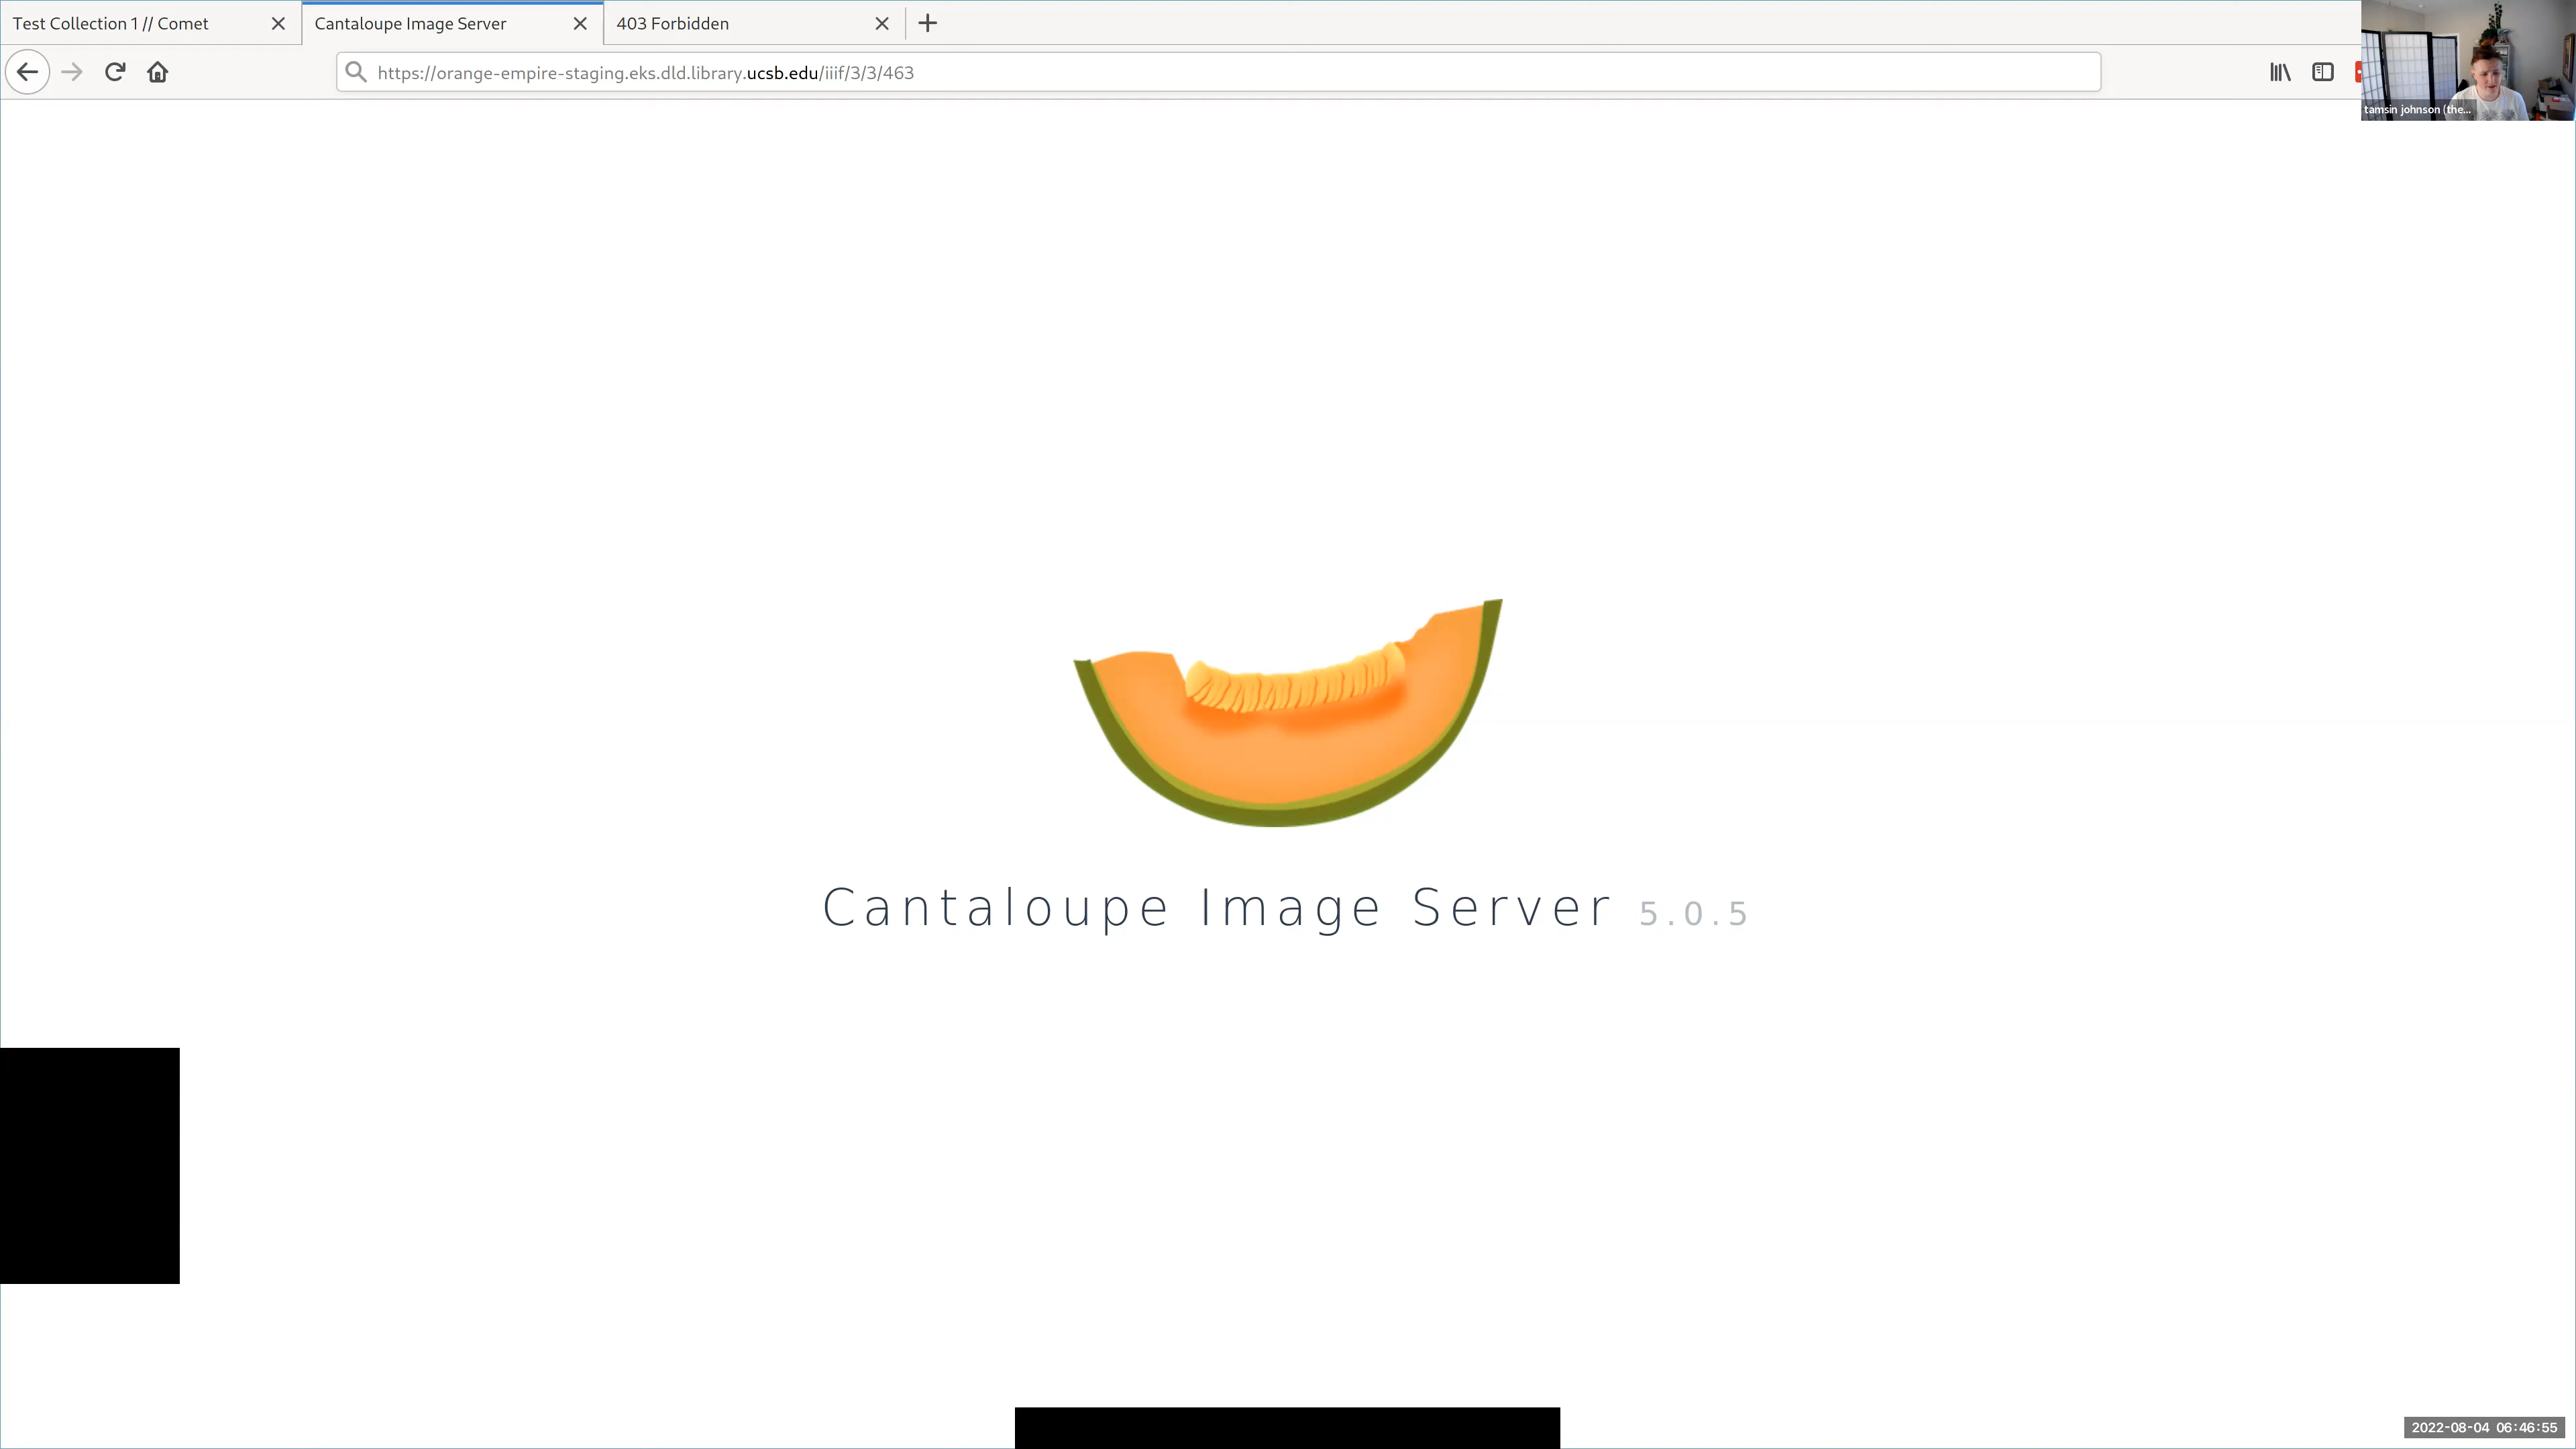 Test Collection 1 // Comet
Cantaloupe Image Server
403 Forbidden
https://orange-empire-staging.eks.dld.library.ucsb.edu/iiif/3/3/463
tamsin johnson (the...
Cantaloupe Image Server 5.0.5
2022-08-04 06:46:55